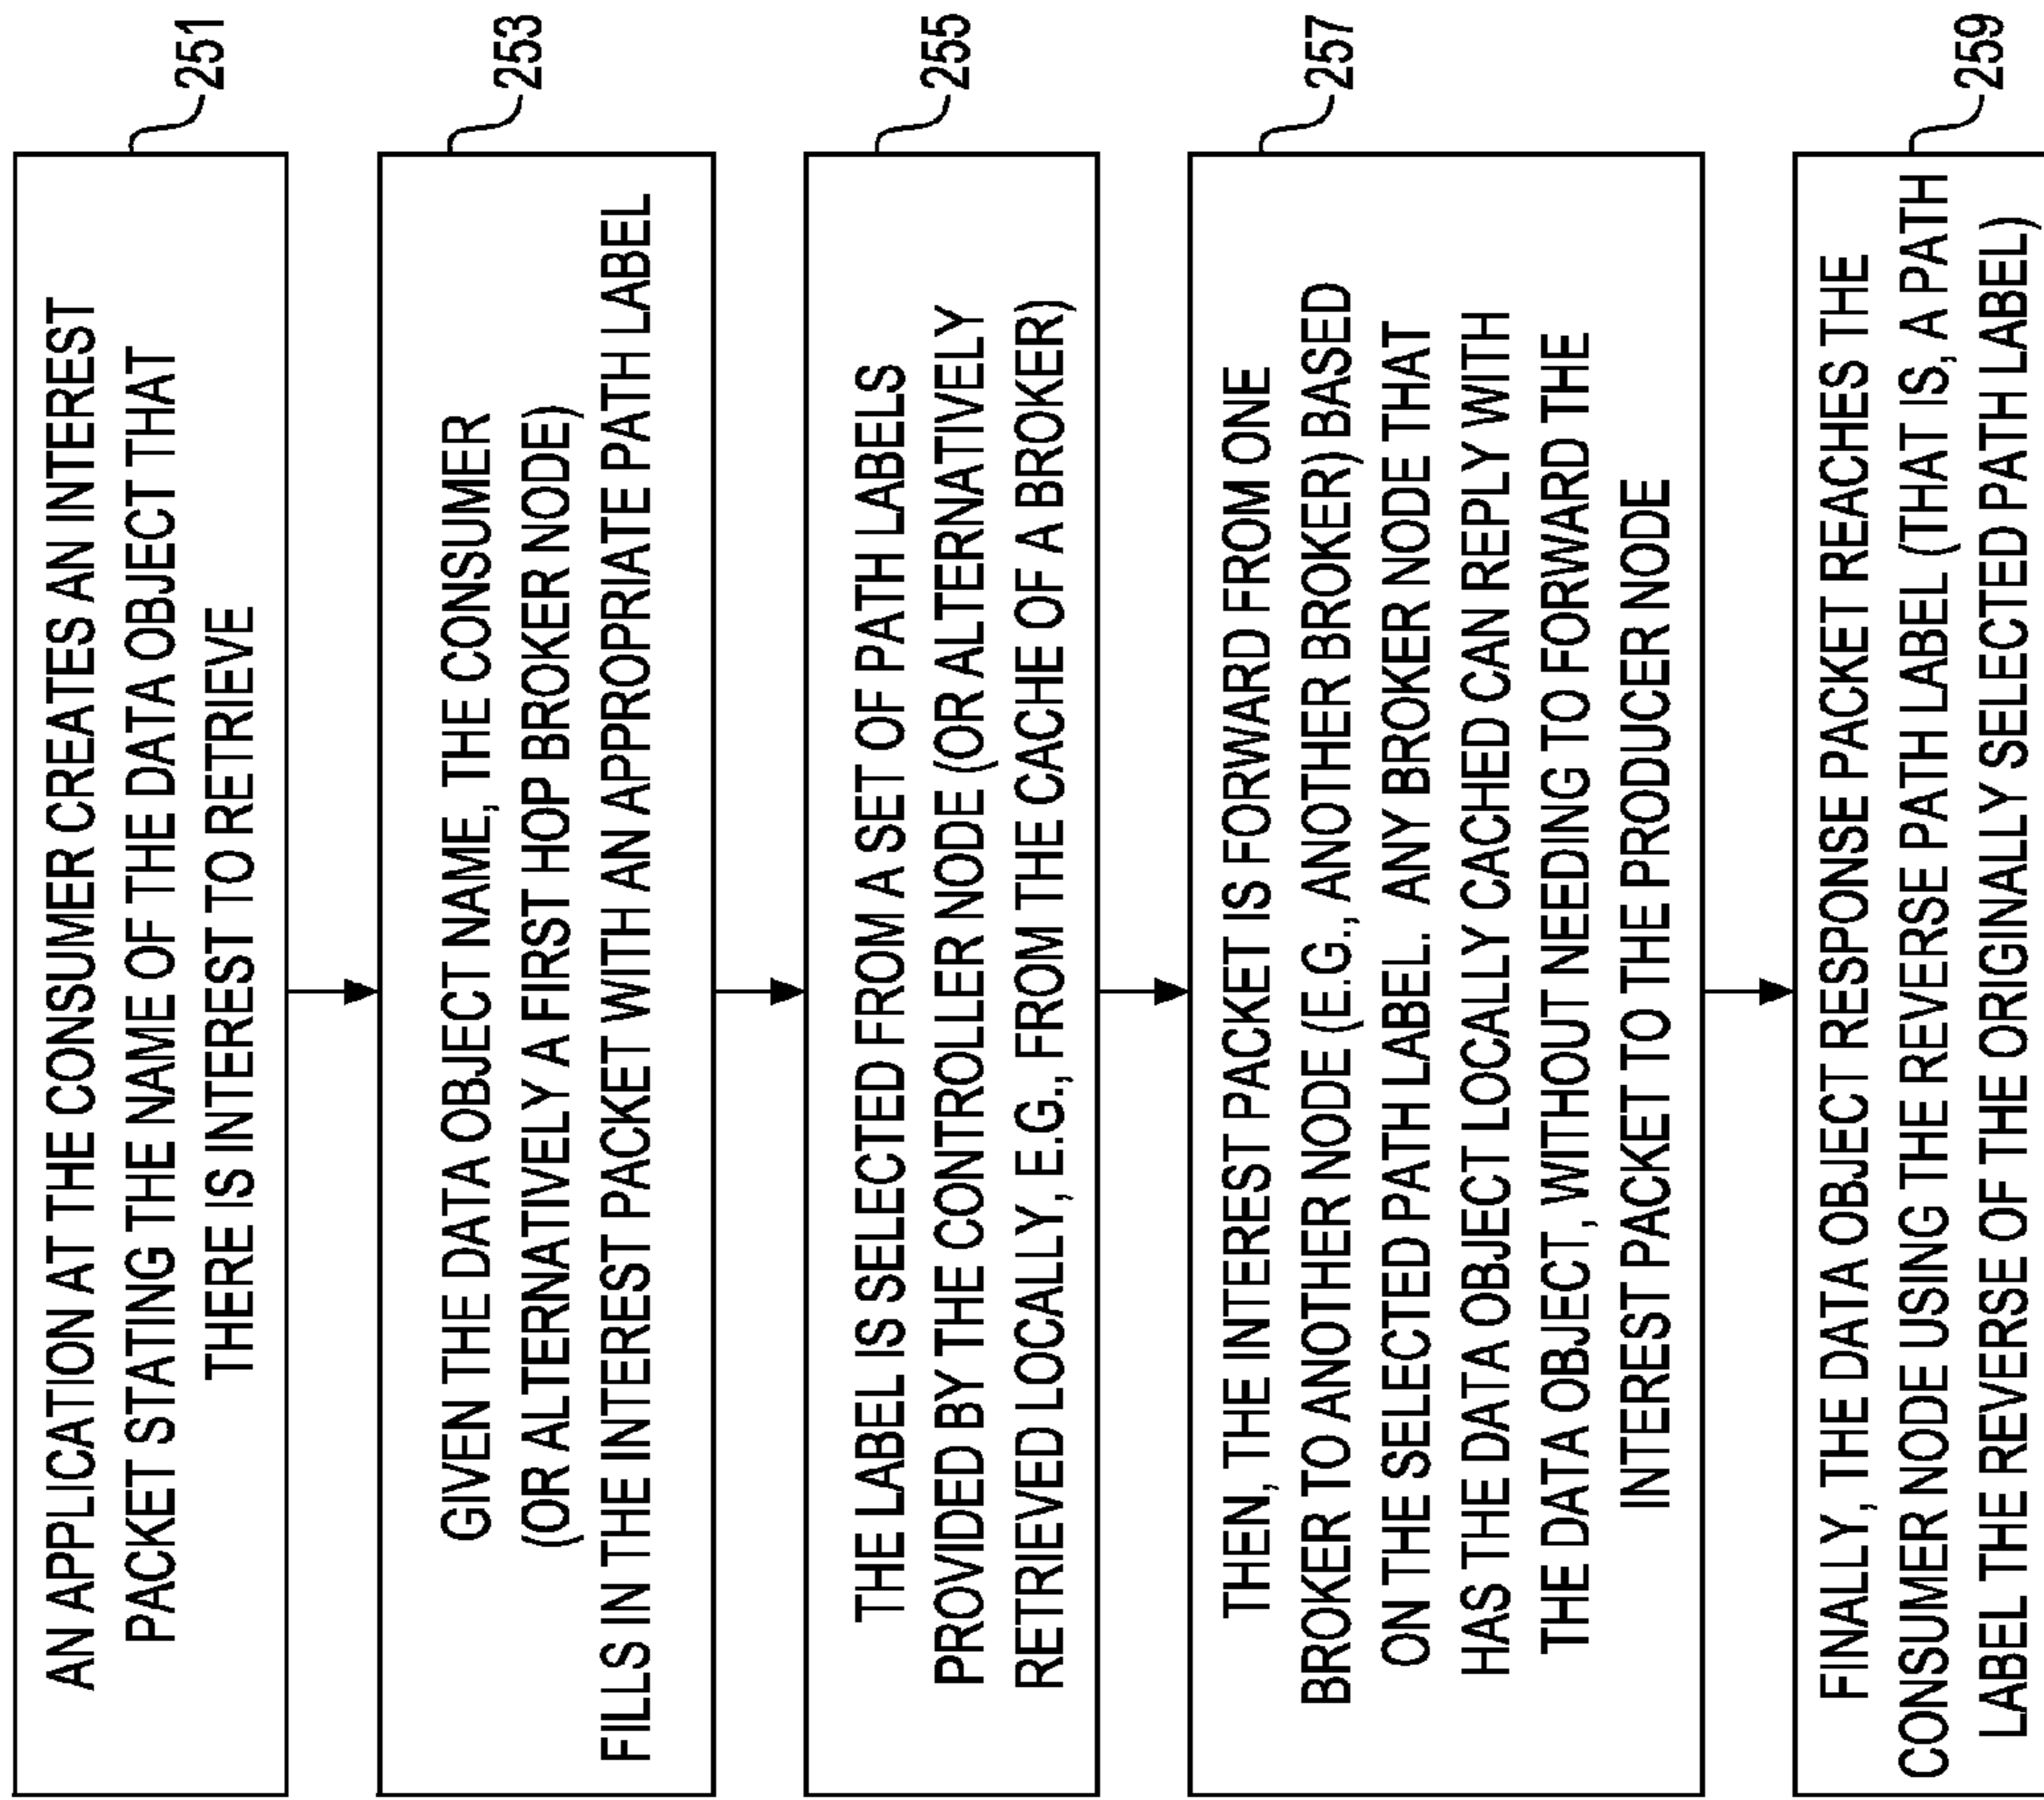 AN APPLICATION AT THE CONSUMER CREATES AN INTEREST
PACKET STATING THE NAME OF THE DATA OBJECT THAT
THERE IS INTEREST TO RETRIEVE
251
GIVEN THE DATA OBJECT NAME, THE CONSUMER
(OR ALTERNATIVELY A FIRST HOP BROKER NODE)
FILLS IN THE INTEREST PACKET WITH AN APPROPRIATE PATH LABEL
253
THE LABEL IS SELECTED FROM A SET OF PATH LABELS
PROVIDED BY THE CONTROLLER NODE (OR ALTERNATIVELY
RETRIEVED LOCALLY, E.G., FROM THE CACHE OF A BROKER)
255
THEN, THE INTEREST PACKET IS FORWARD FROM ONE
BROKER TO ANOTHER NODE (E.G., ANOTHER BROKER) BASED
ON THE SELECTED PATH LABEL. ANY BROKER NODE THAT
HAS THE DATA OBJECT LOCALLY CACHED CAN REPLY WITH
THE DATA OBJECT, WITHOUT NEEDING TO FORWARD THE
INTEREST PACKET TO THE PRODUCER NODE
257
FINALLY, THE DATA OBJECT RESPONSE PACKET REACHES THE
CONSUMER NODE USING THE REVERSE PATH LABEL (THAT IS, A PATH
LABEL THE REVERSE OF THE ORIGINALLY SELECTED PATH LABEL)
259